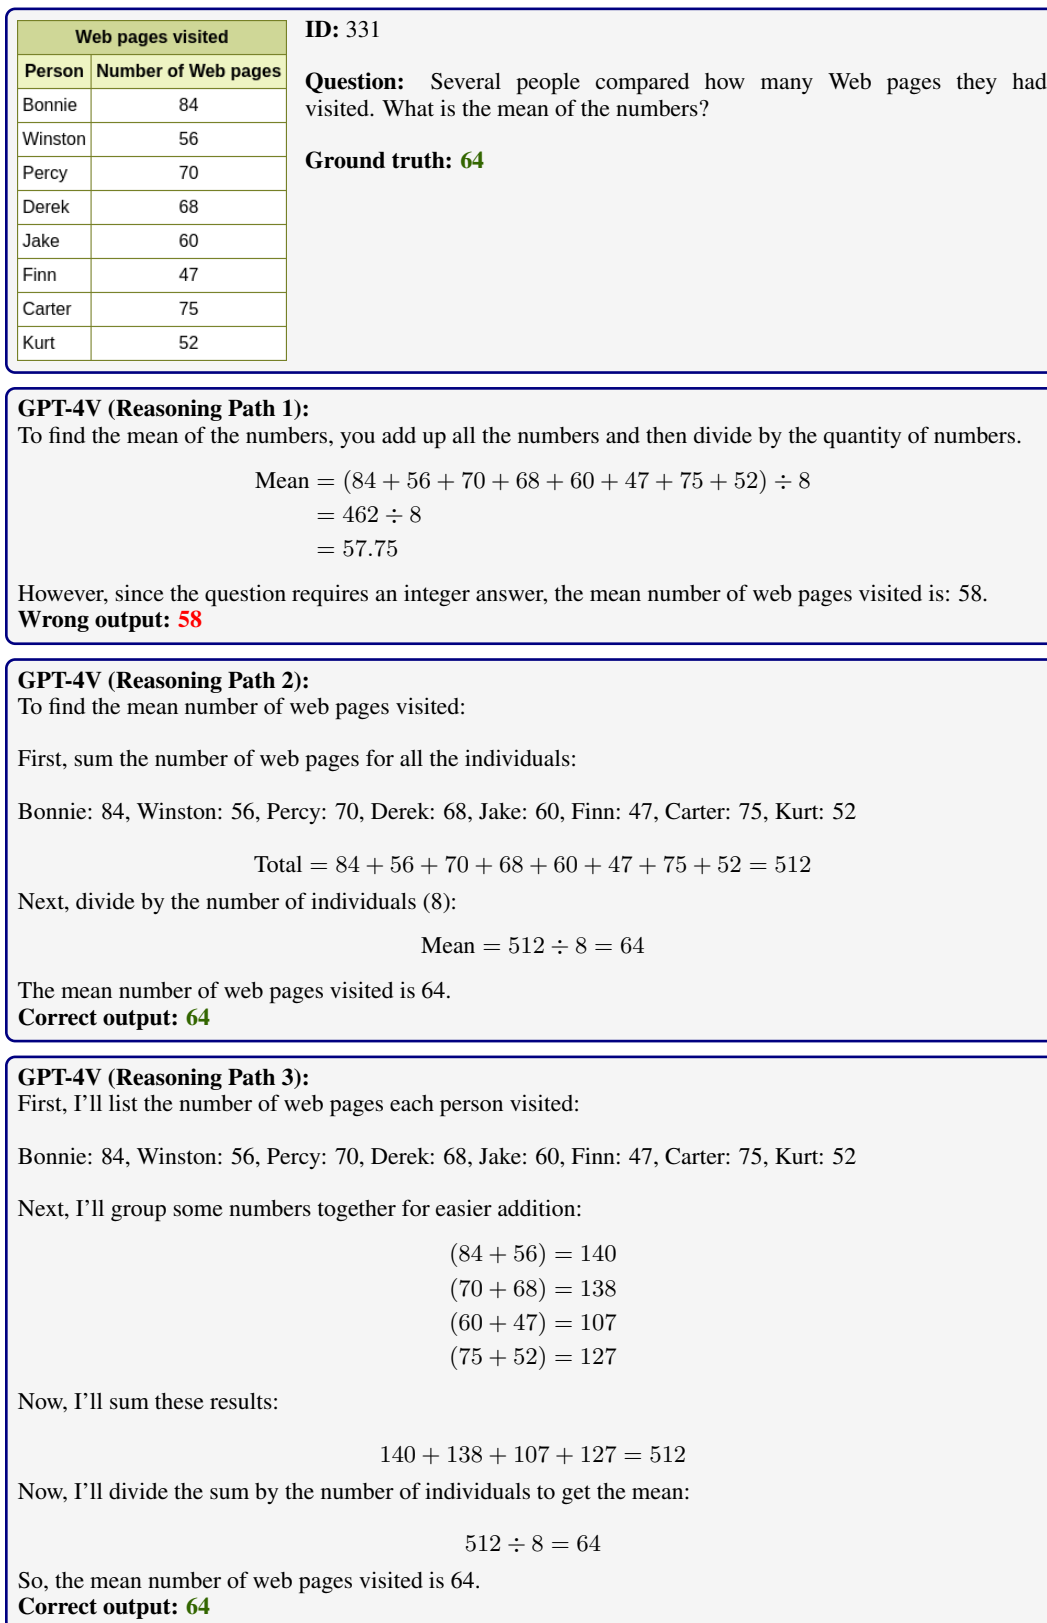 Web pages visited
Person Number of Web pages
Bonnie 84
Winston 56
Percy 70
Derek 68
Jake 60
Finn 47
Carter 75
Kurt 52
ID: 331
Question: Several people compared how many Web pages they had
visited. What is the mean of the numbers?
Ground truth: 64
GPT-4V (Reasoning Path 1):
To find the mean of the numbers, you add up all the numbers and then divide by the quantity of numbers.
Mean = (84 + 56 + 70 + 68 + 60 + 47 + 75 + 52) ÷ 8
= 462 ÷ 8
= 57.75
However, since the question requires an integer answer, the mean number of web pages visited is: 58.
Wrong output: 58
GPT-4V (Reasoning Path 2):
To find the mean number of web pages visited:
First, sum the number of web pages for all the individuals:
Bonnie: 84, Winston: 56, Percy: 70, Derek: 68, Jake: 60, Finn: 47, Carter: 75, Kurt: 52
Total = 84 + 56 + 70 + 68 + 60 + 47 + 75 + 52 = 512
Next, divide by the number of individuals (8):
Mean = 512 ÷ 8 = 64
The mean number of web pages visited is 64.
Correct output: 64
GPT-4V (Reasoning Path 3):
First, I'll list the number of web pages each person visited:
Bonnie: 84, Winston: 56, Percy: 70, Derek: 68, Jake: 60, Finn: 47, Carter: 75, Kurt: 52
Next, I'll group some numbers together for easier addition:
(84 + 56) = 140
(70 + 68) = 138
(60 + 47) = 107
(75 + 52) = 127
Now, I'll sum these results:
140 + 138 + 107 + 127 = 512
Now, I'll divide the sum by the number of individuals to get the mean:
512 ÷ 8 = 64
So, the mean number of web pages visited is 64.
Correct output: 64